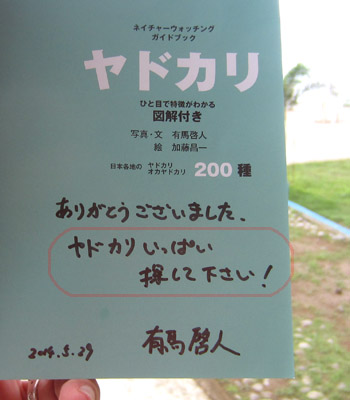 ネイチャーウォッチング
ガイドブック
ヤドカリ
ひと目で特徴がわかる
図解付き
写真・文 有馬啓人
絵 加藤昌一
日本各地の ヤドカリ オカヤドカリ 200種
ありがとうございました、
ヤドカリいっぱい
探して下さい!
2014.5.29 有馬啓人